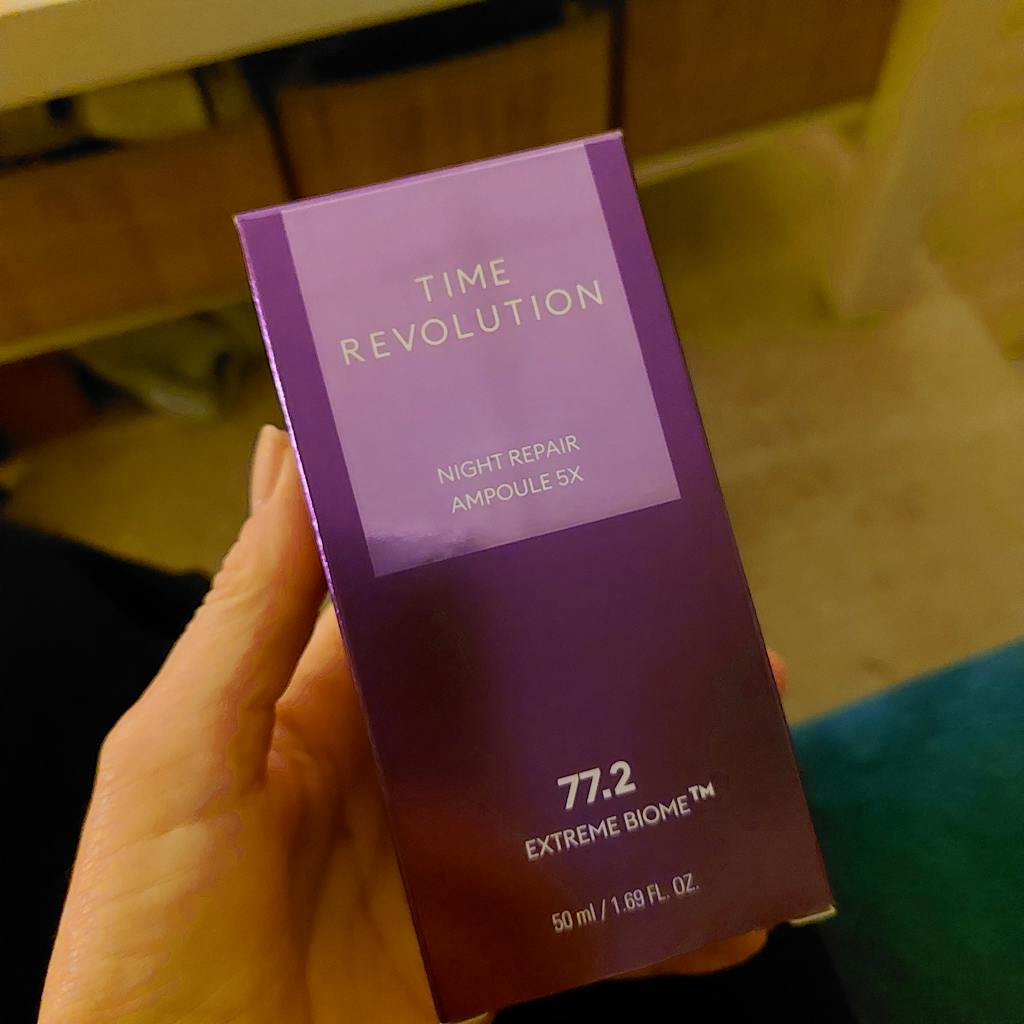 TIME
REVOLUTION
NIGHT REPAIR
AMPOULE 5X
77.2
EXTREME BIOME™
50 ml / 1.69 FL. OZ.